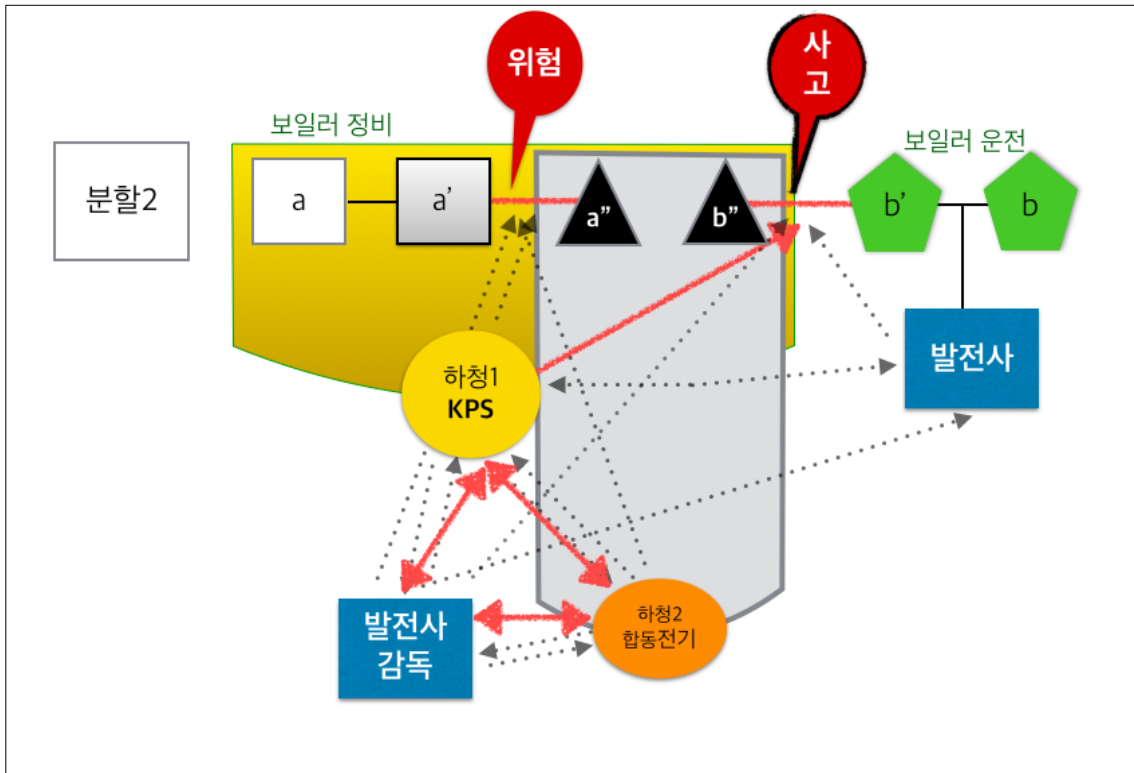 위험
사
고
보일러 정비
보일러 운전
분할2
a
a’
a”
b”
b’
b
하청1
KPS
발전사
발전사
감독
하청2
합동전기